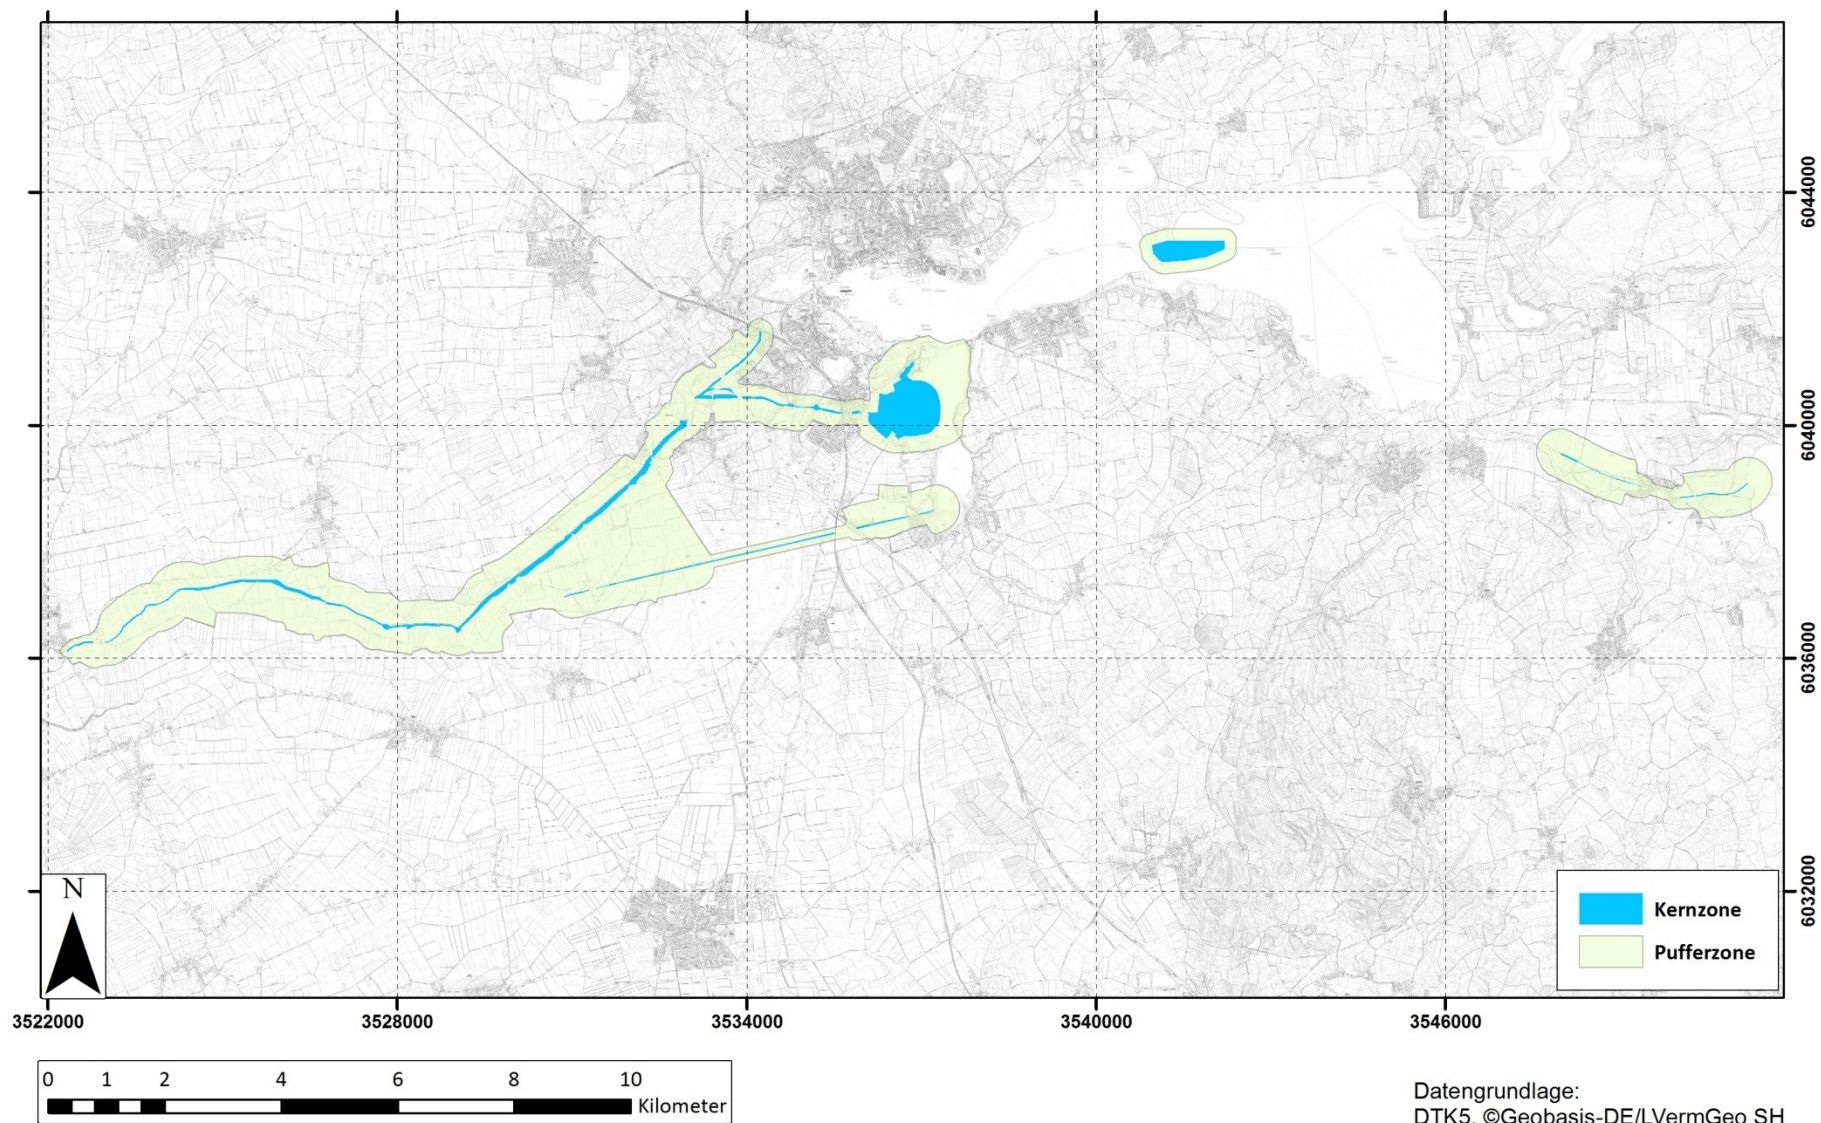 6044000
6040000
6036000
6032000
N
Kernzone
Pufferzone
3522000 3528000 3534000 3540000 3546000
0 1 2 4 6 8 10
Kilometer
Datengrundlage:
DTK5, ©Geobasis-DE/LVermGeo SH